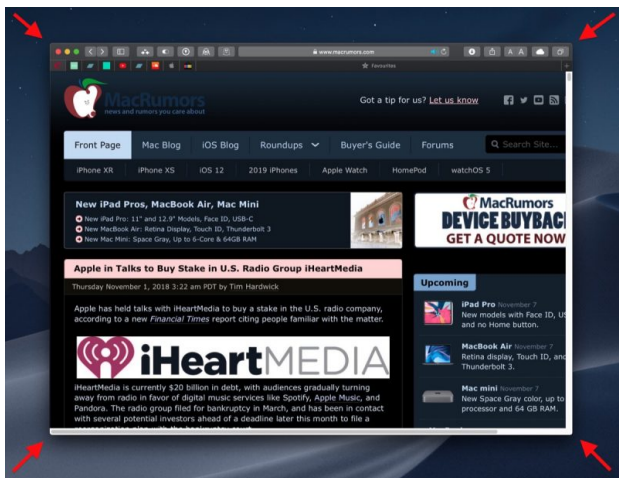 www.macrumors.com
Favourites
MacRumors
news and rumors you care about
Got a tip for us? Let us know
Front Page Mac Blog iOS Blog Roundups Buyer's Guide Forums Search Site...
iPhone XR iPhone XS iOS 12 2019 iPhones Apple Watch HomePod watchOS 5
New iPad Pros, MacBook Air, Mac Mini
New iPad Pro: 11" and 12.9" Models, Face ID, USB-C
New MacBook Air: Retina Display, Touch ID, Thunderbolt 3
New Mac Mini: Space Gray, Up to 6-Core & 64GB RAM
MacRumors
DEVICE BUYBAC
GET A QUOTE NOW
Apple in Talks to Buy Stake in U.S. Radio Group iHeartMedia
Thursday November 1, 2018 3:22 am PDT by Tim Hardwick
Apple has held talks with iHeartMedia to buy a stake in the U.S. radio company,
according to a new Financial Times report citing people familiar with the matter.
iHeartMEDIA
iHeartMedia is currently $20 billion in debt, with audiences gradually turning
away from radio in favor of digital music services like Spotify, Apple Music, and
Pandora. The radio group filed for bankruptcy in March, and has been in contact
with several potential investors ahead of a deadline later this month to file a
Upcoming
iPad Pro November 7
New models with Face ID, US
and no Home button.
MacBook Air November 7
Retina display, Touch ID, and
Thunderbolt 3.
Mac mini November 7
New Space Gray color, up to
processor and 64 GB RAM.